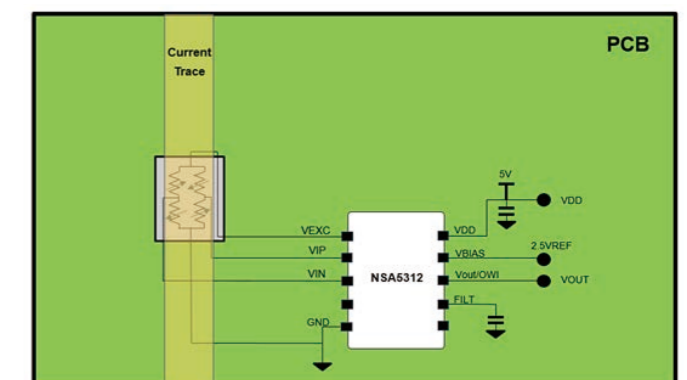 PCB
Current
Trace
5V
VDD
VEXC
VDD
VIP
VBIAS
2.5VREF
VIN
NSA5312
Vout/OWI
VOUT
FILT
GND